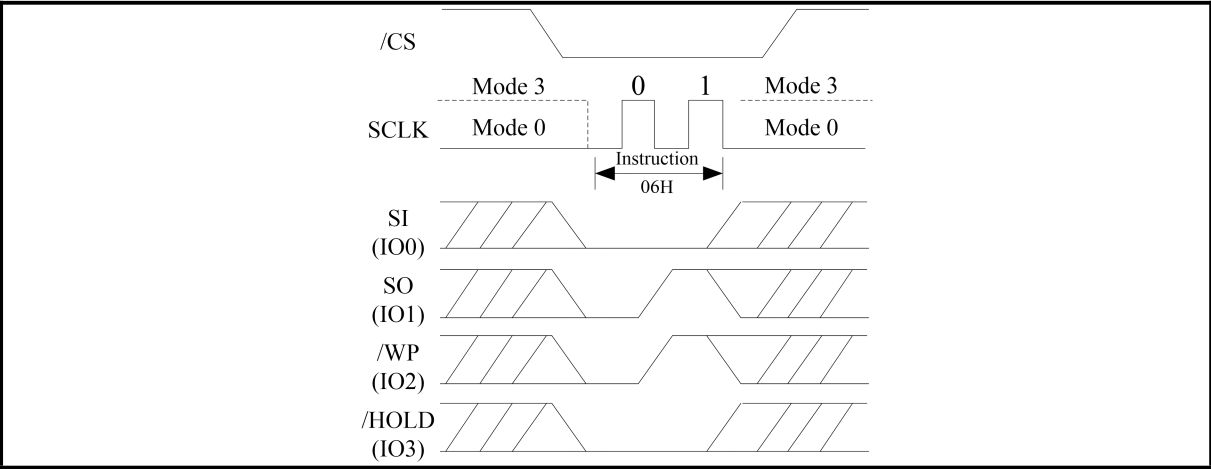 /CS
Mode 3 0 1 Mode 3
SCLK Mode 0 Mode 0
Instruction
06H
SI
(IO0)
SO
(IO1)
/WP
(IO2)
/HOLD
(IO3)